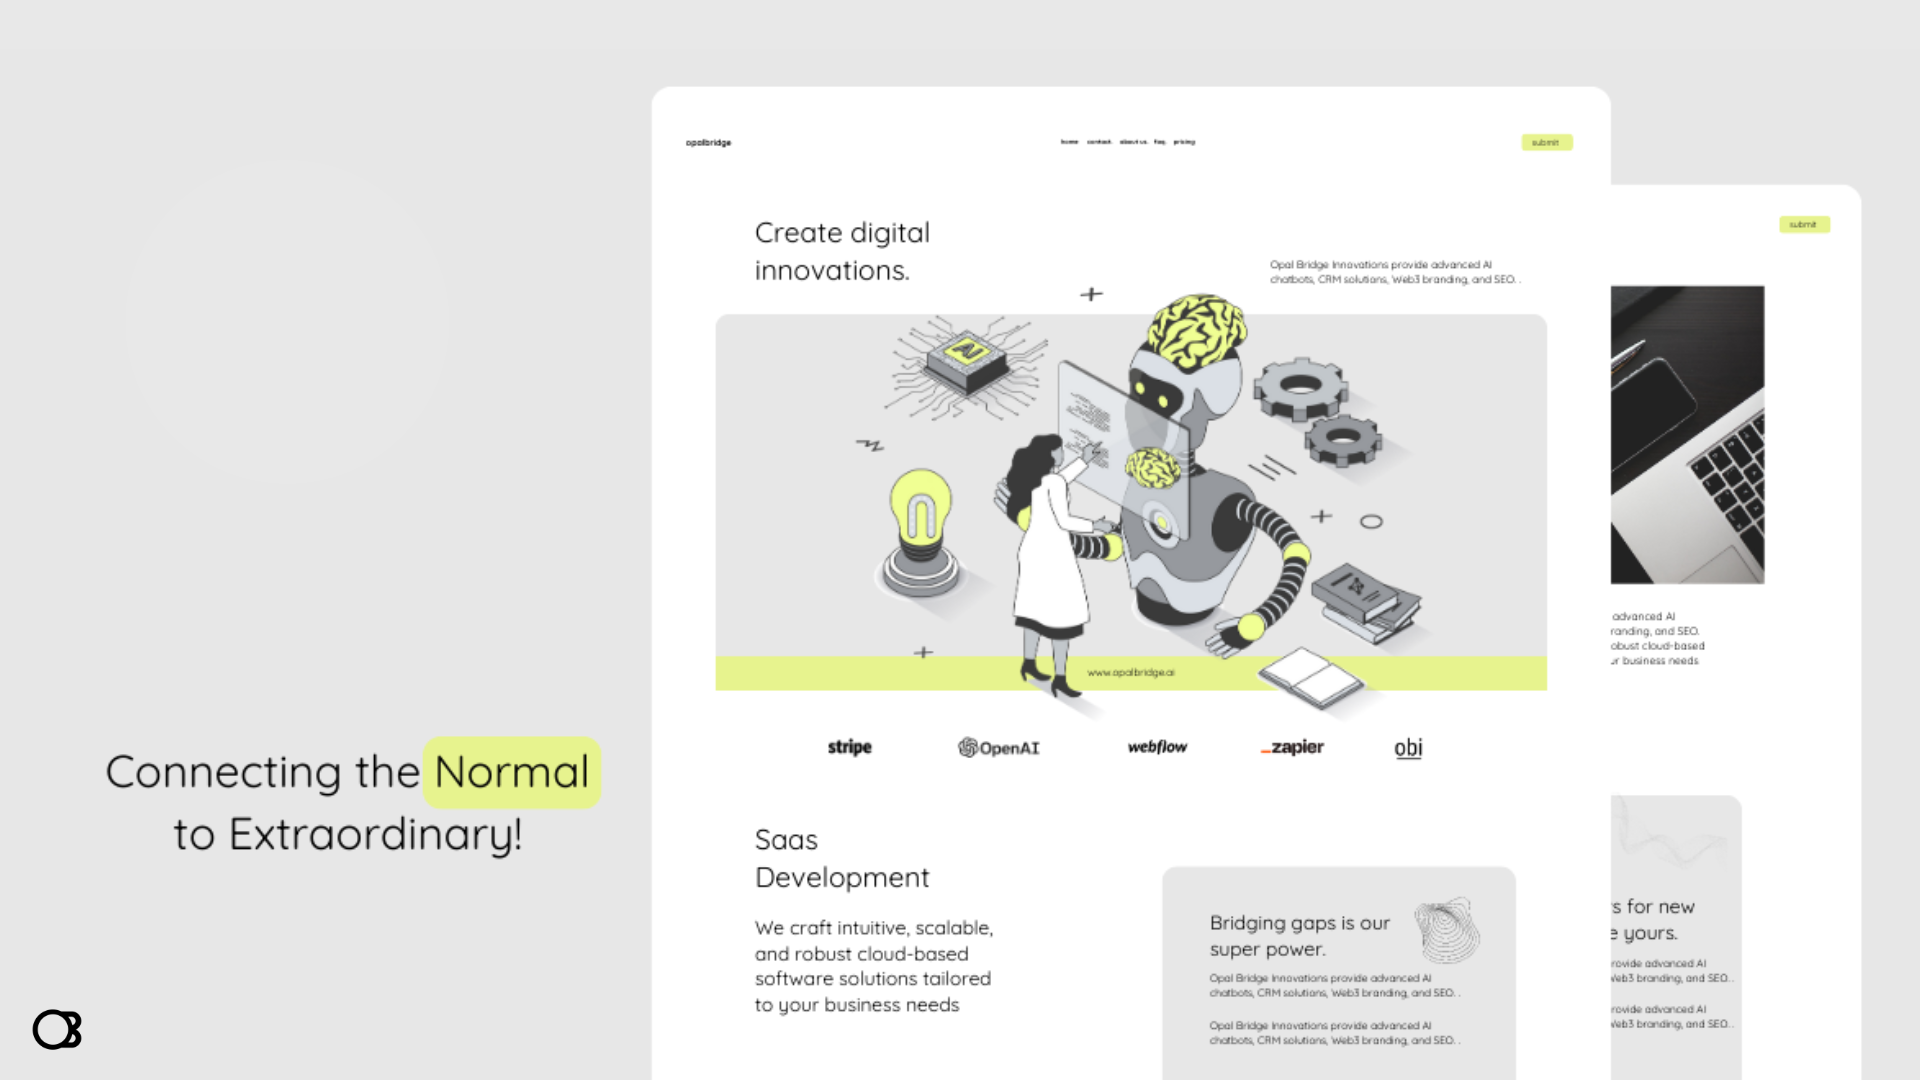 Connecting the Normal
to Extraordinary!
opalbridge
home contact. about us. faq. pricing
submit
Create digital
innovations.
Opal Bridge Innovations provide advanced AI
chatbots, CRM solutions, Web3 branding, and SEO. .
AI
www.opalbridge.ai
stripe
OpenAI
webflow
_zapier
obi
Saas
Development
We craft intuitive, scalable,
and robust cloud-based
software solutions tailored
to your business needs
Bridging gaps is our
super power.
Opal Bridge Innovations provide advanced AI
chatbots, CRM solutions, Web3 branding, and SEO. .
Opal Bridge Innovations provide advanced AI
chatbots, CRM solutions, Web3 branding, and SEO. .
submit
advanced AI
randing, and SEO.
obust cloud-based
ur business needs
s for new
e yours.
rovide advanced AI
Web3 branding, and SEO. .
rovide advanced AI
Web3 branding, and SEO. .
OB